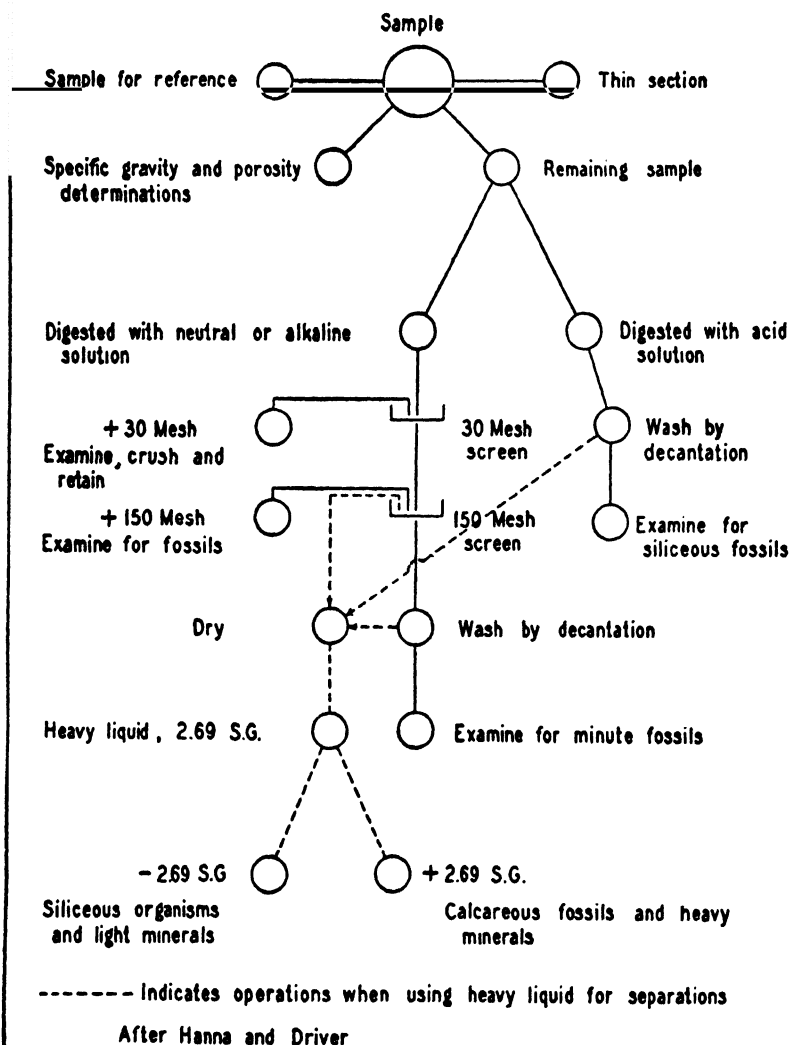 Sample
Sample for reference
Thin section
Specific gravity and porosity
determinations
Remaining sample
Digested with neutral or alkaline
solution
Digested with acid
solution
+ 30 Mesh
Examine, crush and
retain
30 Mesh
screen
Wash by
decantation
+ 150 Mesh
Examine for fossils
150 Mesh
screen
Examine for
siliceous fossils
Dry
Wash by decantation
Heavy liquid, 2.69 S.G.
Examine for minute fossils
- 2.69 S.G
Siliceous organisms
and light minerals
+ 2.69 S.G.
Calcareous fossils and heavy
minerals
Indicates operations when using heavy liquid for separations
After Hanna and Driver